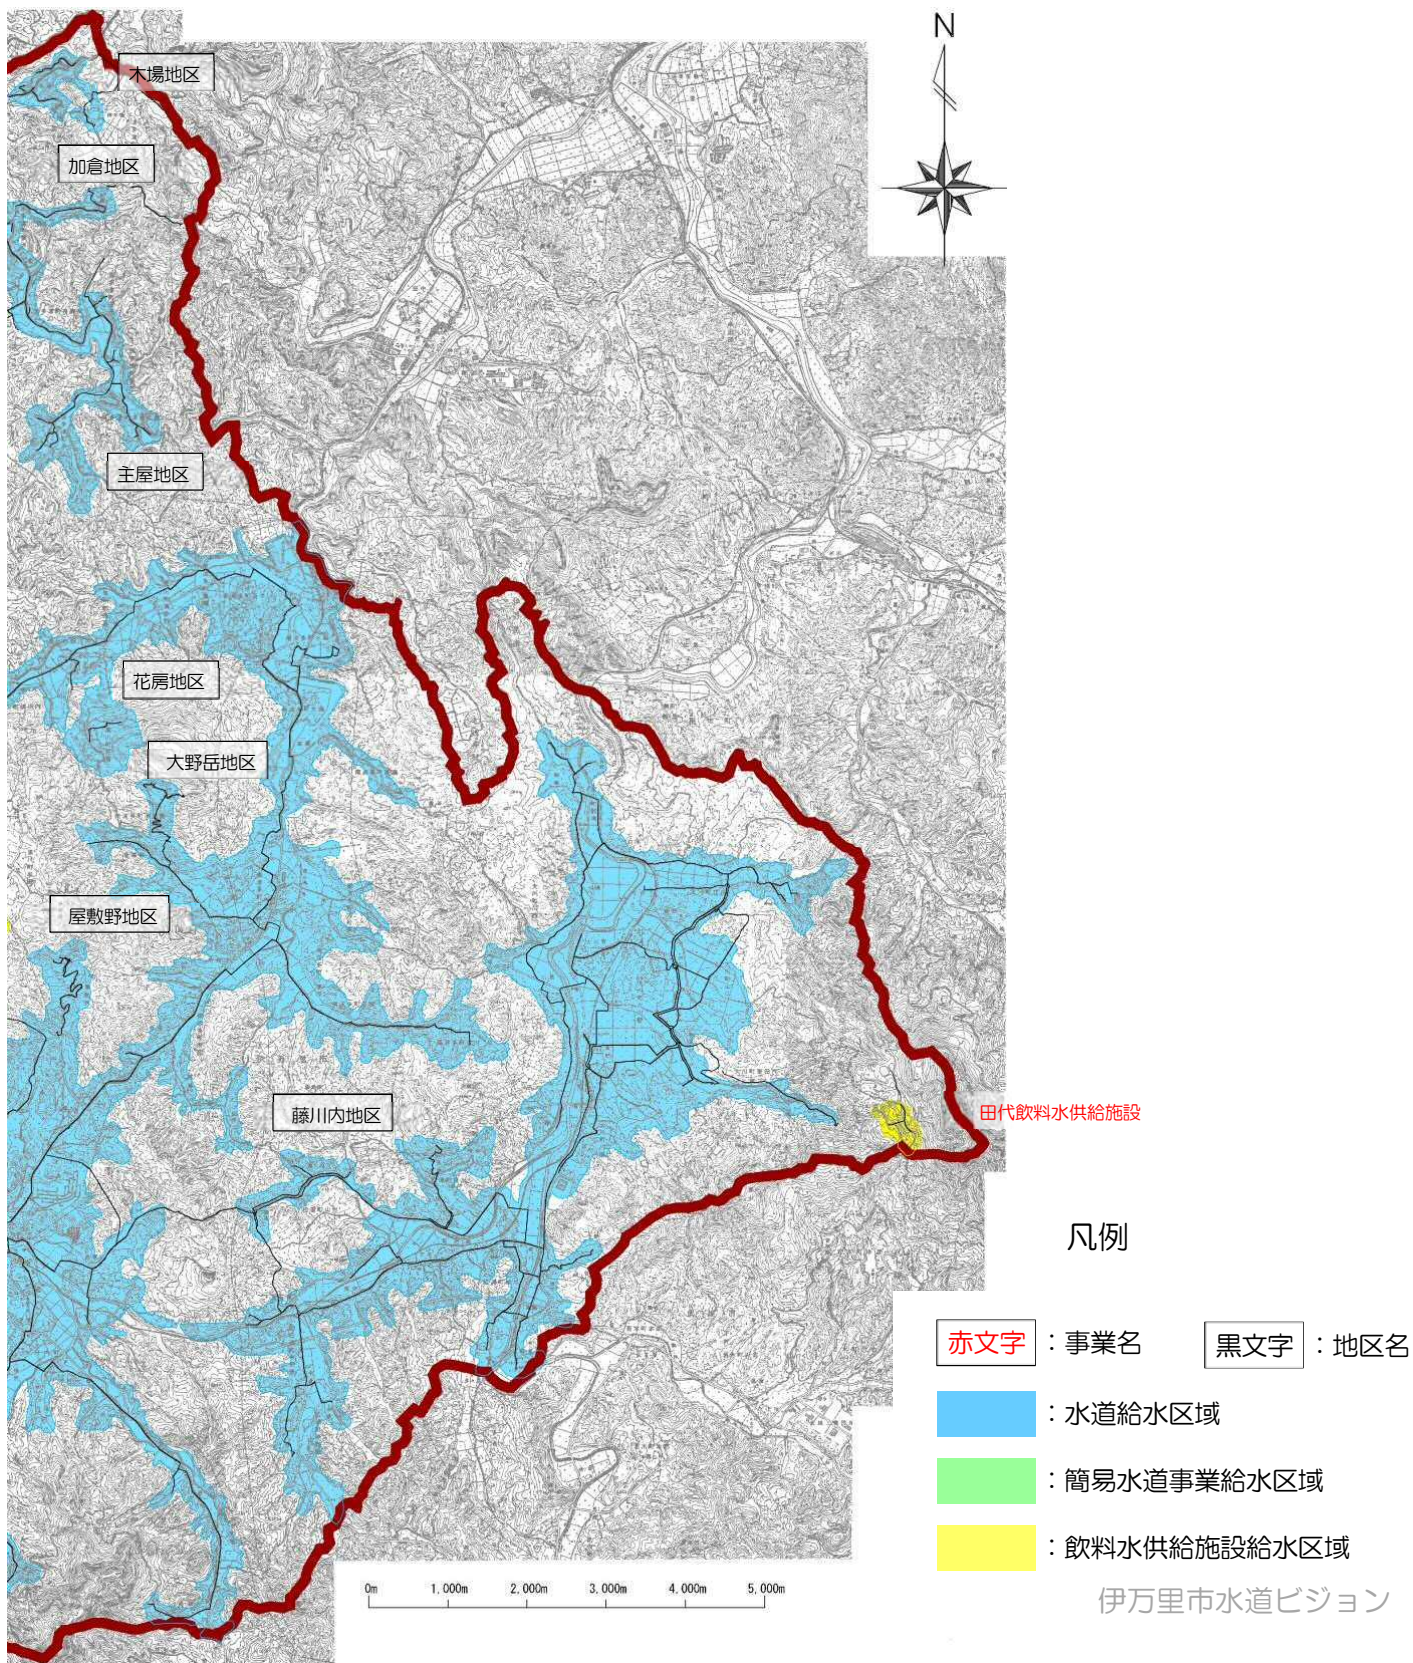 N
木場地区
加倉地区
主屋地区
花房地区
大野岳地区
屋敷野地区
藤川内地区
田代飲料水供給施設
凡例
赤文字 ：事業名 黒文字 ：地区名
：水道給水区域
：簡易水道事業給水区域
：飲料水供給施設給水区域
0m 1,000m 2,000m 3,000m 4,000m 5,000m
伊万里市水道ビジョン